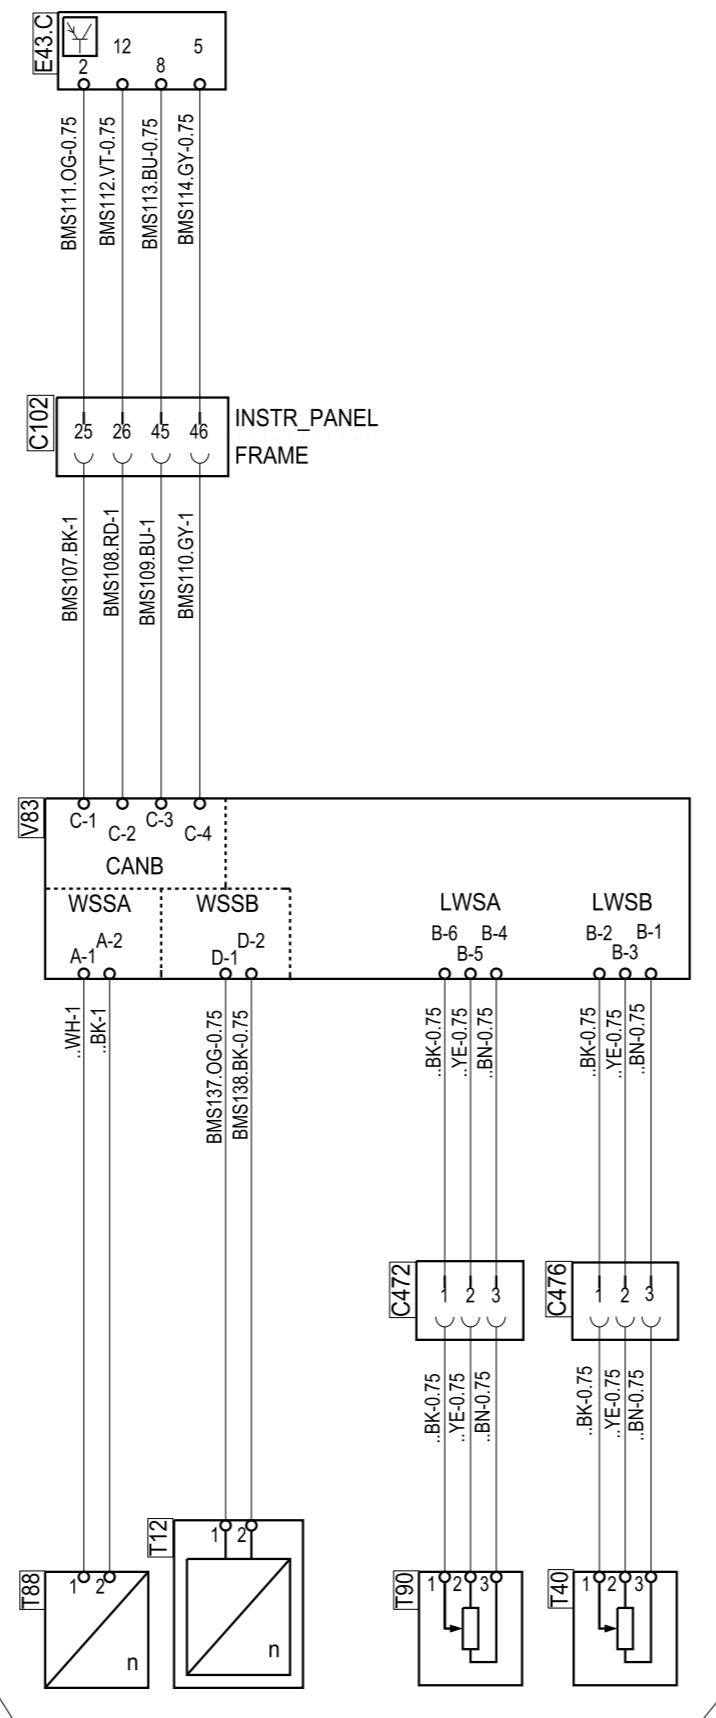 E43.C
12 5
2 8
BMS111.OG-0.75
BMS112.VT-0.75
BMS113.BU-0.75
BMS114.GY-0.75
C102
25 26 45 46
INSTR_PANEL
FRAME
BMS107.BK-1
BMS108.RD-1
BMS109.BU-1
BMS110.GY-1
V83
C-1 C-2 C-3 C-4
CANB
WSSA WSSB LWSA LWSB
A-1 A-2 D-1 D-2 B-6 B-5 B-4 B-2 B-3 B-1
..WH-1
..BK-1
BMS137.OG-0.75
BMS138.BK-0.75
..BK-0.75
..YE-0.75
..BN-0.75
..BK-0.75
..YE-0.75
..BN-0.75
C472
1 2 3
C476
1 2 3
..BK-0.75
..YE-0.75
..BN-0.75
..BK-0.75
..YE-0.75
..BN-0.75
T88
1 2
n
T12
1 2
n
T90
1 2 3
T40
1 2 3